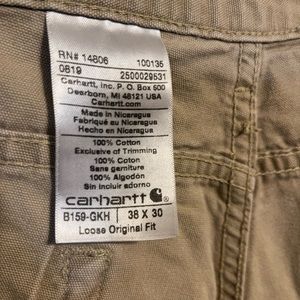 RN# 14806 100135
0819 2500029531
Carhartt, Inc. P.O. Box 600
Dearborn, MI 48121 USA
Carhartt.com
Made in Nicaragua
Fabriqué au Nicaragua
Hecho en Nicaragua
100% Cotton
Exclusive of Trimming
100% Coton
Sans garniture
100% Algodón
Sin incluir aderno
carhartt
B159-GKH 38 X 30
Loose Original Fit